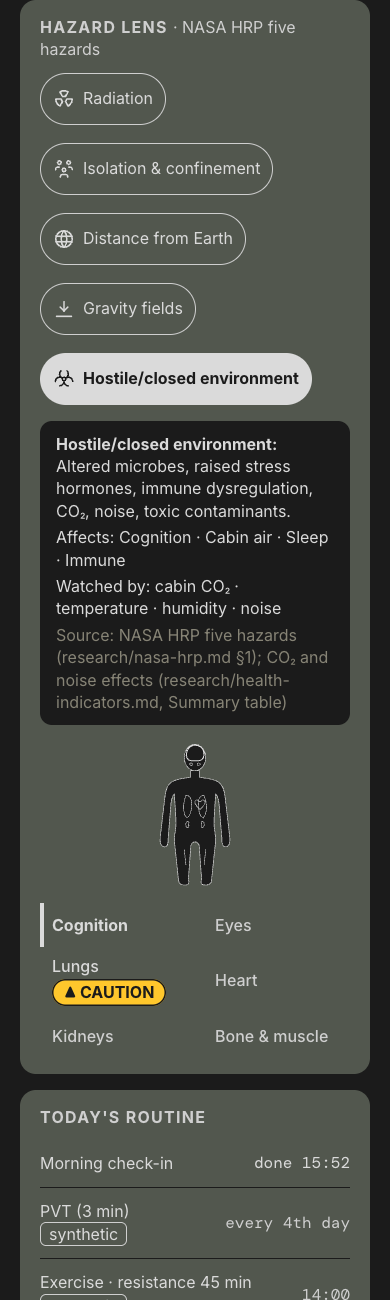 HAZARD LENS · NASA HRP five
hazards
Radiation
Isolation & confinement
Distance from Earth
Gravity fields
Hostile/closed environment
Hostile/closed environment:
Altered microbes, raised stress
hormones, immune dysregulation,
CO₂, noise, toxic contaminants.
Affects: Cognition · Cabin air · Sleep
· Immune
Watched by: cabin CO₂ ·
temperature · humidity · noise
Source: NASA HRP five hazards
(research/nasa-hrp.md §1); CO₂ and
noise effects (research/health-
indicators.md, Summary table)
Cognition
Eyes
Lungs
CAUTION
Heart
Kidneys
Bone & muscle
TODAY'S ROUTINE
Morning check-in
done 15:52
PVT (3 min)
synthetic
every 4th day
Exercise · resistance 45 min
14:00